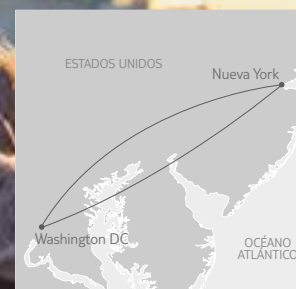 ESTADOS UNIDOS
Nueva York
Washington DC
OCÉANO
ATLÁNTICO